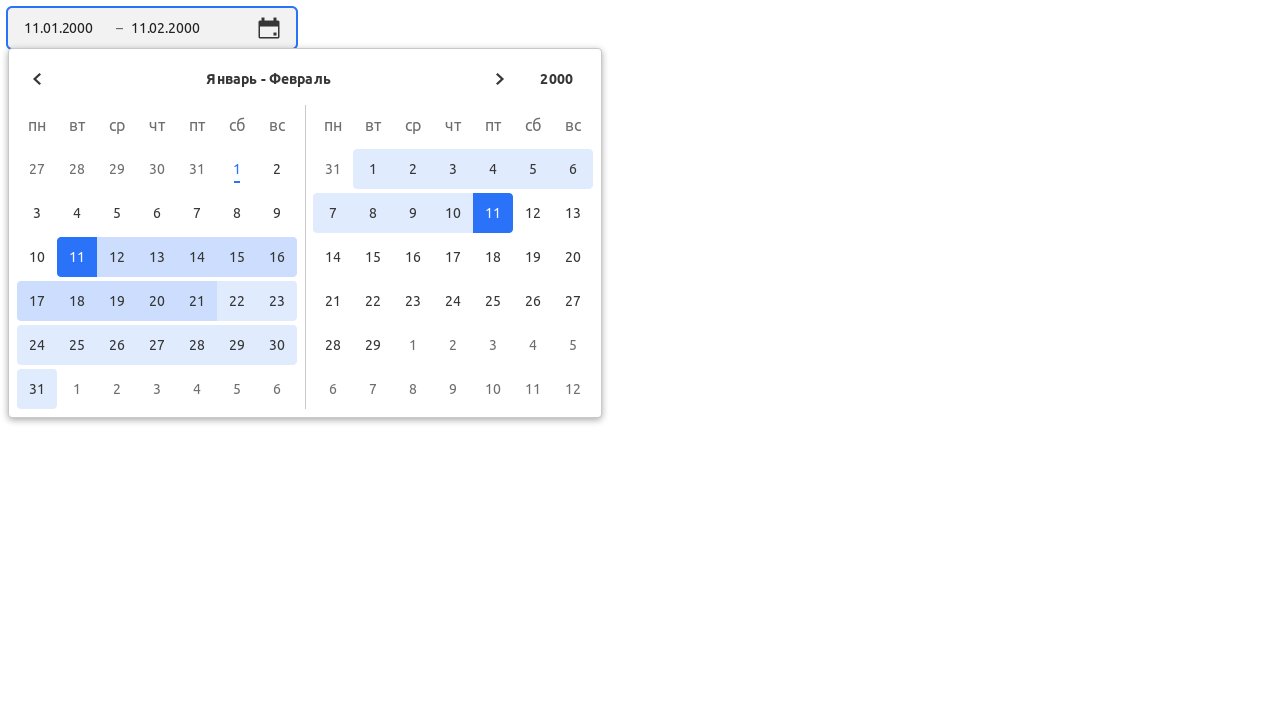 11.01.2000 – 11.02.2000
Январь - Февраль 2000
пн вт ср чт пт сб вс
27 28 29 30 31 1 2
3 4 5 6 7 8 9
10 11 12 13 14 15 16
17 18 19 20 21 22 23
24 25 26 27 28 29 30
31 1 2 3 4 5 6
пн вт ср чт пт сб вс
31 1 2 3 4 5 6
7 8 9 10 11 12 13
14 15 16 17 18 19 20
21 22 23 24 25 26 27
28 29 1 2 3 4 5
6 7 8 9 10 11 12